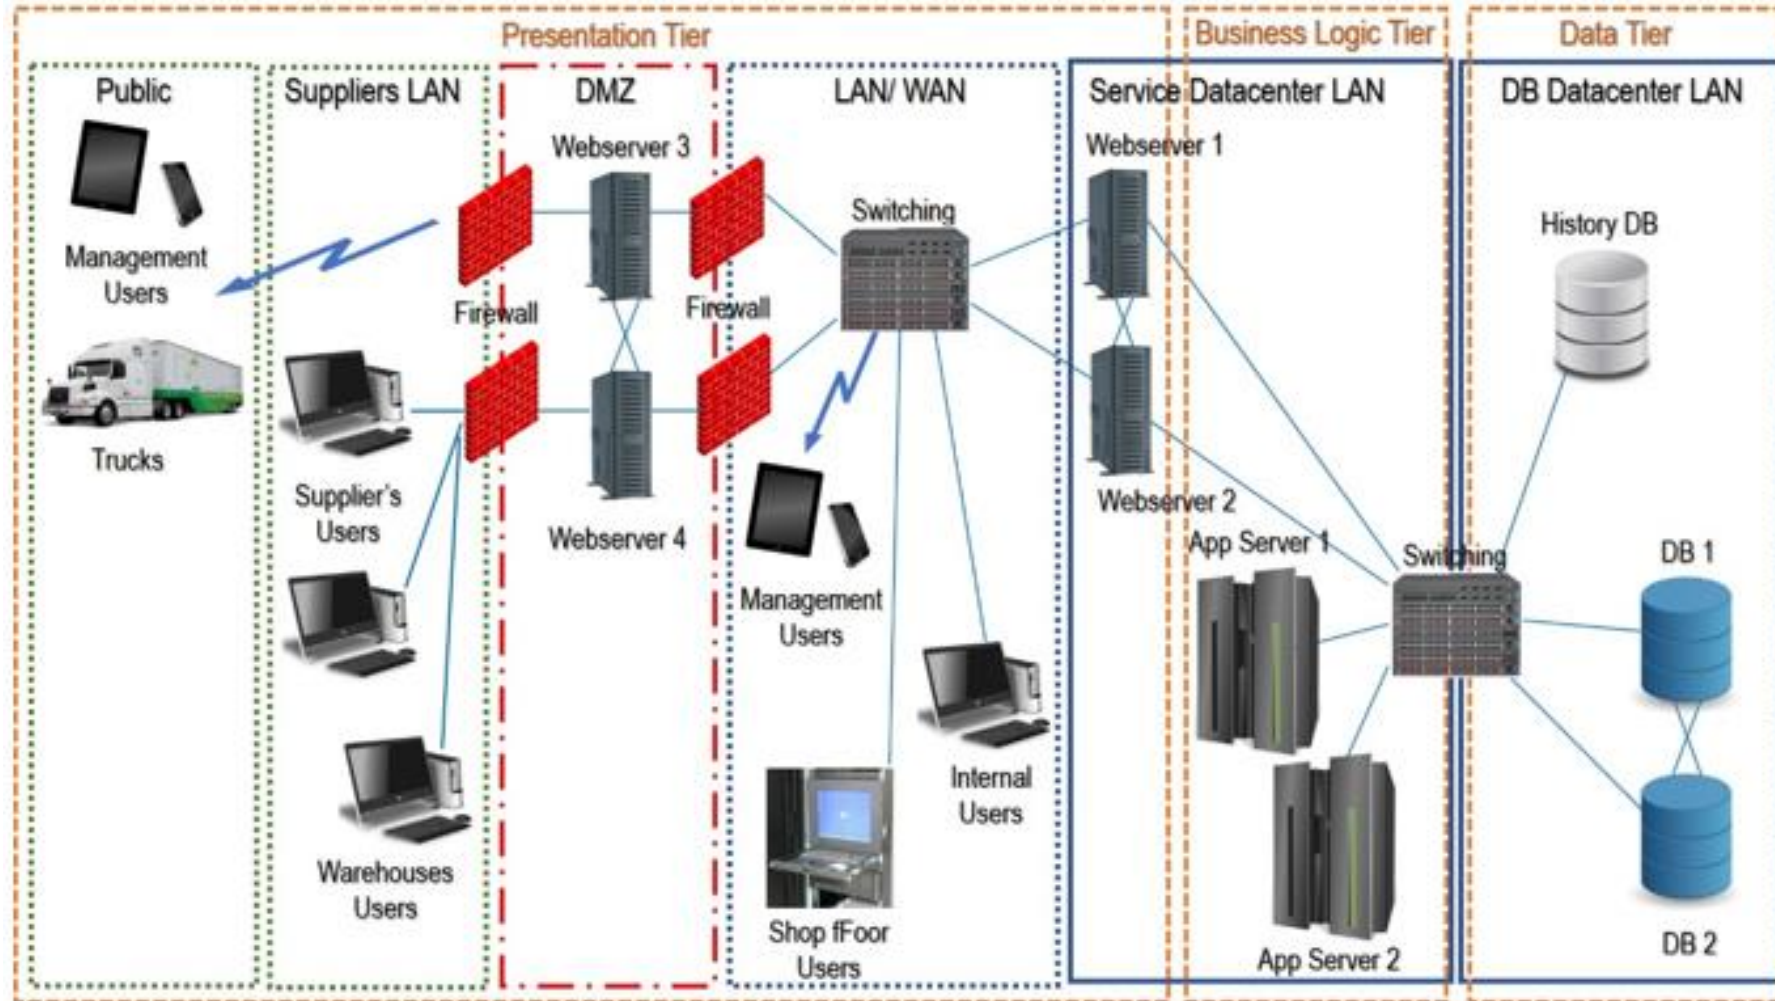 Presentation Tier
Business Logic Tier
Data Tier
Public
Suppliers LAN
DMZ
LAN/ WAN
Service Datacenter LAN
DB Datacenter LAN
Management
Users
Trucks
Supplier's
Users
Warehouses
Users
Firewall
Webserver 3
Webserver 4
Firewall
Switching
Management
Users
Internal
Users
Shop fFoor
Users
Webserver 1
Webserver 2
App Server 1
App Server 2
Switching
History DB
DB 1
DB 2